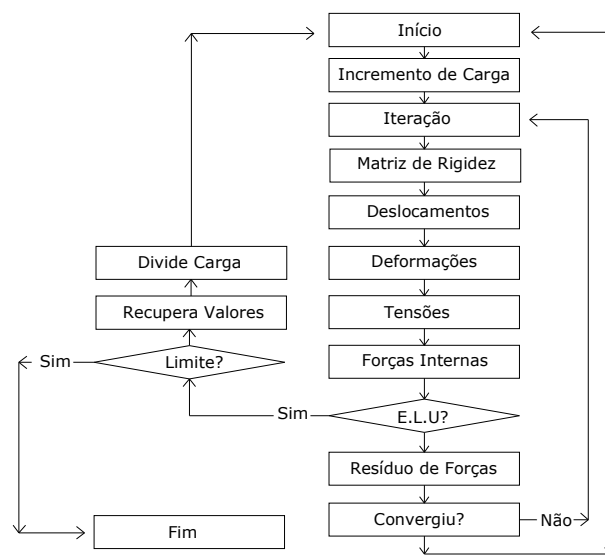 Início
Incremento de Carga
Iteração
Matriz de Rigidez
Deslocamentos
Divide Carga
Deformações
Recupera Valores
Tensões
Sim
Limite?
Forças Internas
Sim
E.L.U?
Resíduo de Forças
Fim
Convergiu?
Não